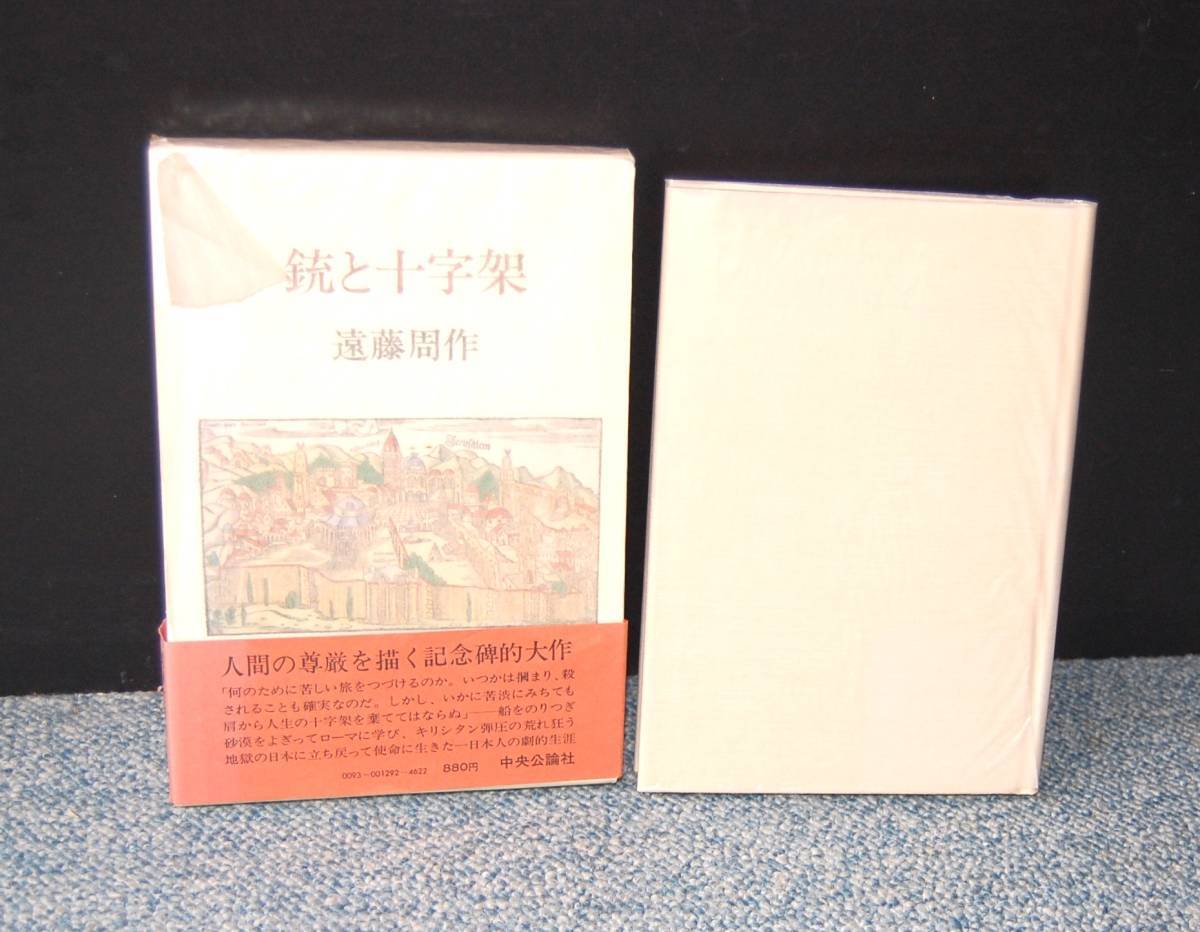 銃と十字架
遠藤周作
Jerusalem
人間の尊厳を描く記念碑的大作
「何のために苦しい旅をつづけるのか。いつかは捆まり、殺
されることも確実なのだ。しかし、いかに苦渋にみちても
肩から人生の十字架を棄ててはならぬ」──船をのりつぎ
砂漠をよぎってローマに学び、キリシタン弾圧の荒れ狂う
地獄の日本に立ち戻って使命に生きた一日本人の劇的生涯
0093-001292-4622 880円 中央公論社